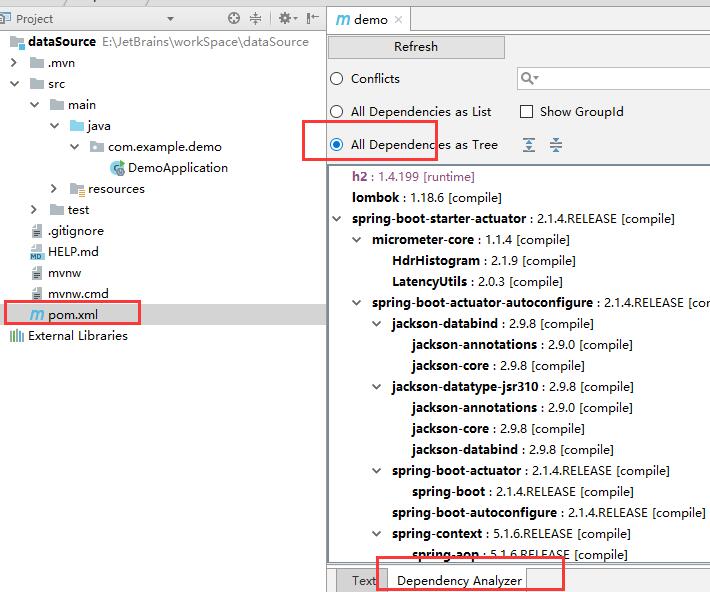 Project
dataSource E:\JetBrains\workSpace\dataSource
.mvn
src
main
java
com.example.demo
DemoApplication
resources
test
.gitignore
MD HELP.md
mvnw
mvnw.cmd
m pom.xml
External Libraries
m demo
Refresh
Conflicts
All Dependencies as List Show GroupId
All Dependencies as Tree
h2 : 1.4.199 [runtime]
lombok : 1.18.6 [compile]
spring-boot-starter-actuator : 2.1.4.RELEASE [compile]
micrometer-core : 1.1.4 [compile]
HdrHistogram : 2.1.9 [compile]
LatencyUtils : 2.0.3 [compile]
spring-boot-actuator-autoconfigure : 2.1.4.RELEASE [cor
jackson-databind : 2.9.8 [compile]
jackson-annotations : 2.9.0 [compile]
jackson-core : 2.9.8 [compile]
jackson-datatype-jsr310 : 2.9.8 [compile]
jackson-annotations : 2.9.0 [compile]
jackson-core : 2.9.8 [compile]
jackson-databind : 2.9.8 [compile]
spring-boot-actuator : 2.1.4.RELEASE [compile]
spring-boot : 2.1.4.RELEASE [compile]
spring-boot-autoconfigure : 2.1.4.RELEASE [compile]
spring-context : 5.1.6.RELEASE [compile]
spring-aop : 5.1.6.RELEASE [compile]
Text Dependency Analyzer